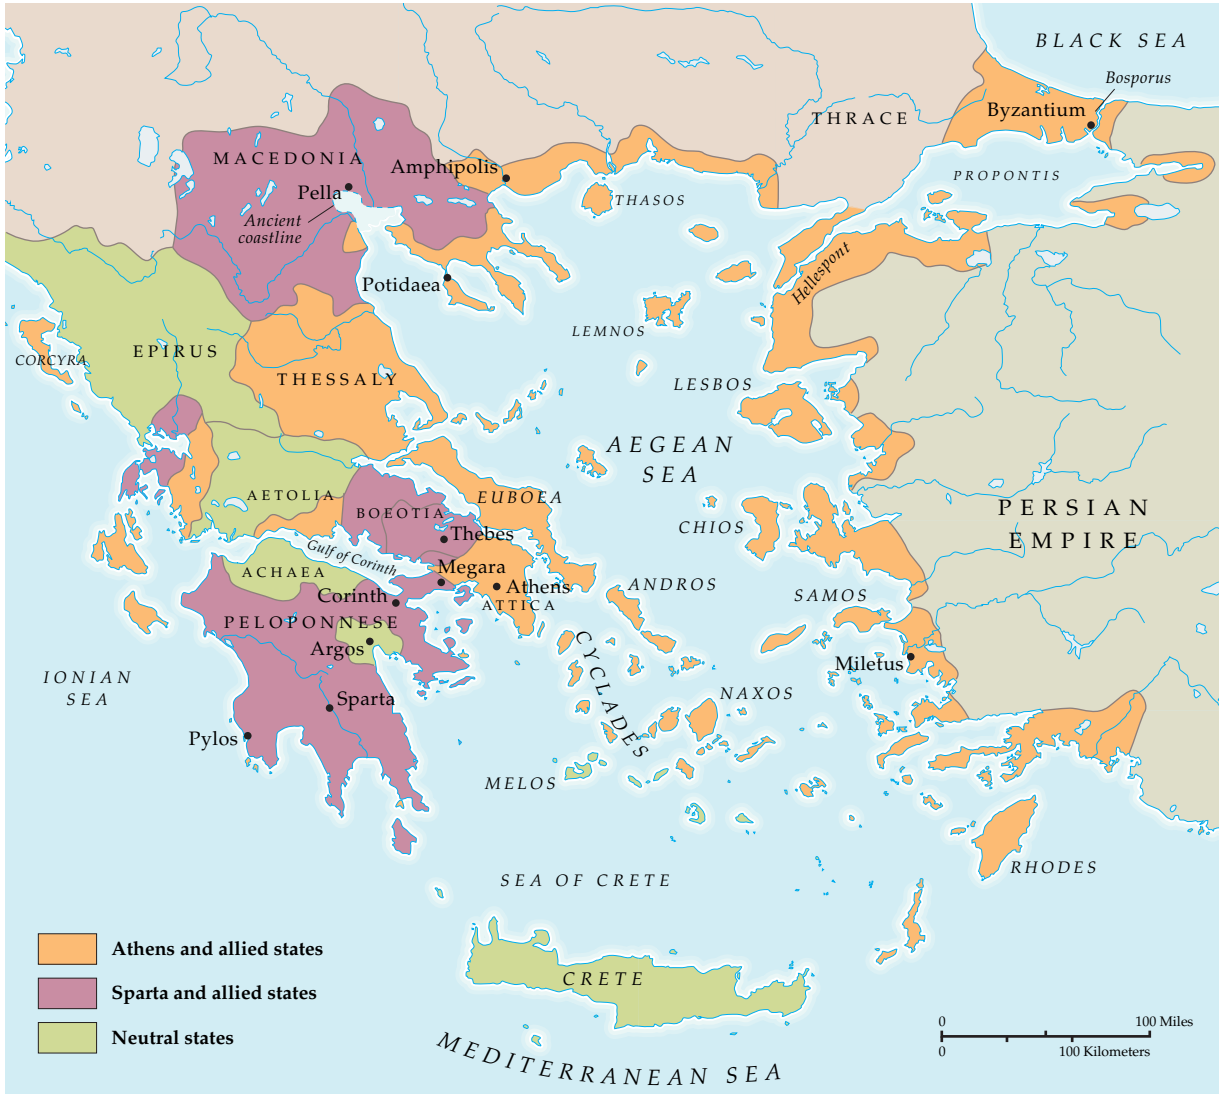 BLACK SEA
Bosporus
Byzantium
THRACE
MACEDONIA
Amphipolis
PROPONTIS
Pella
THASOS
Ancient
coastline
Hellespont
Potidaea
LEMNOS
EPIRUS
CORCYRA
THESSALY
LESBOS
AEGEAN
SEA
AETOLIA
EUBOEA
BOEOTIA
CHIOS
PERSIAN
EMPIRE
Thebes
Gulf of Corinth
Megara
ACHAEA
Athens
ANDROS
Corinth
ATTICA
SAMOS
PELOPONNESE
Argos
CYCLADES
Miletus
IONIAN
SEA
NAXOS
Sparta
Pylos
MELOS
RHODES
SEA OF CRETE
Athens and allied states
CRETE
Sparta and allied states
Neutral states
0 100 Miles
0 100 Kilometers
MEDITERRANEAN SEA